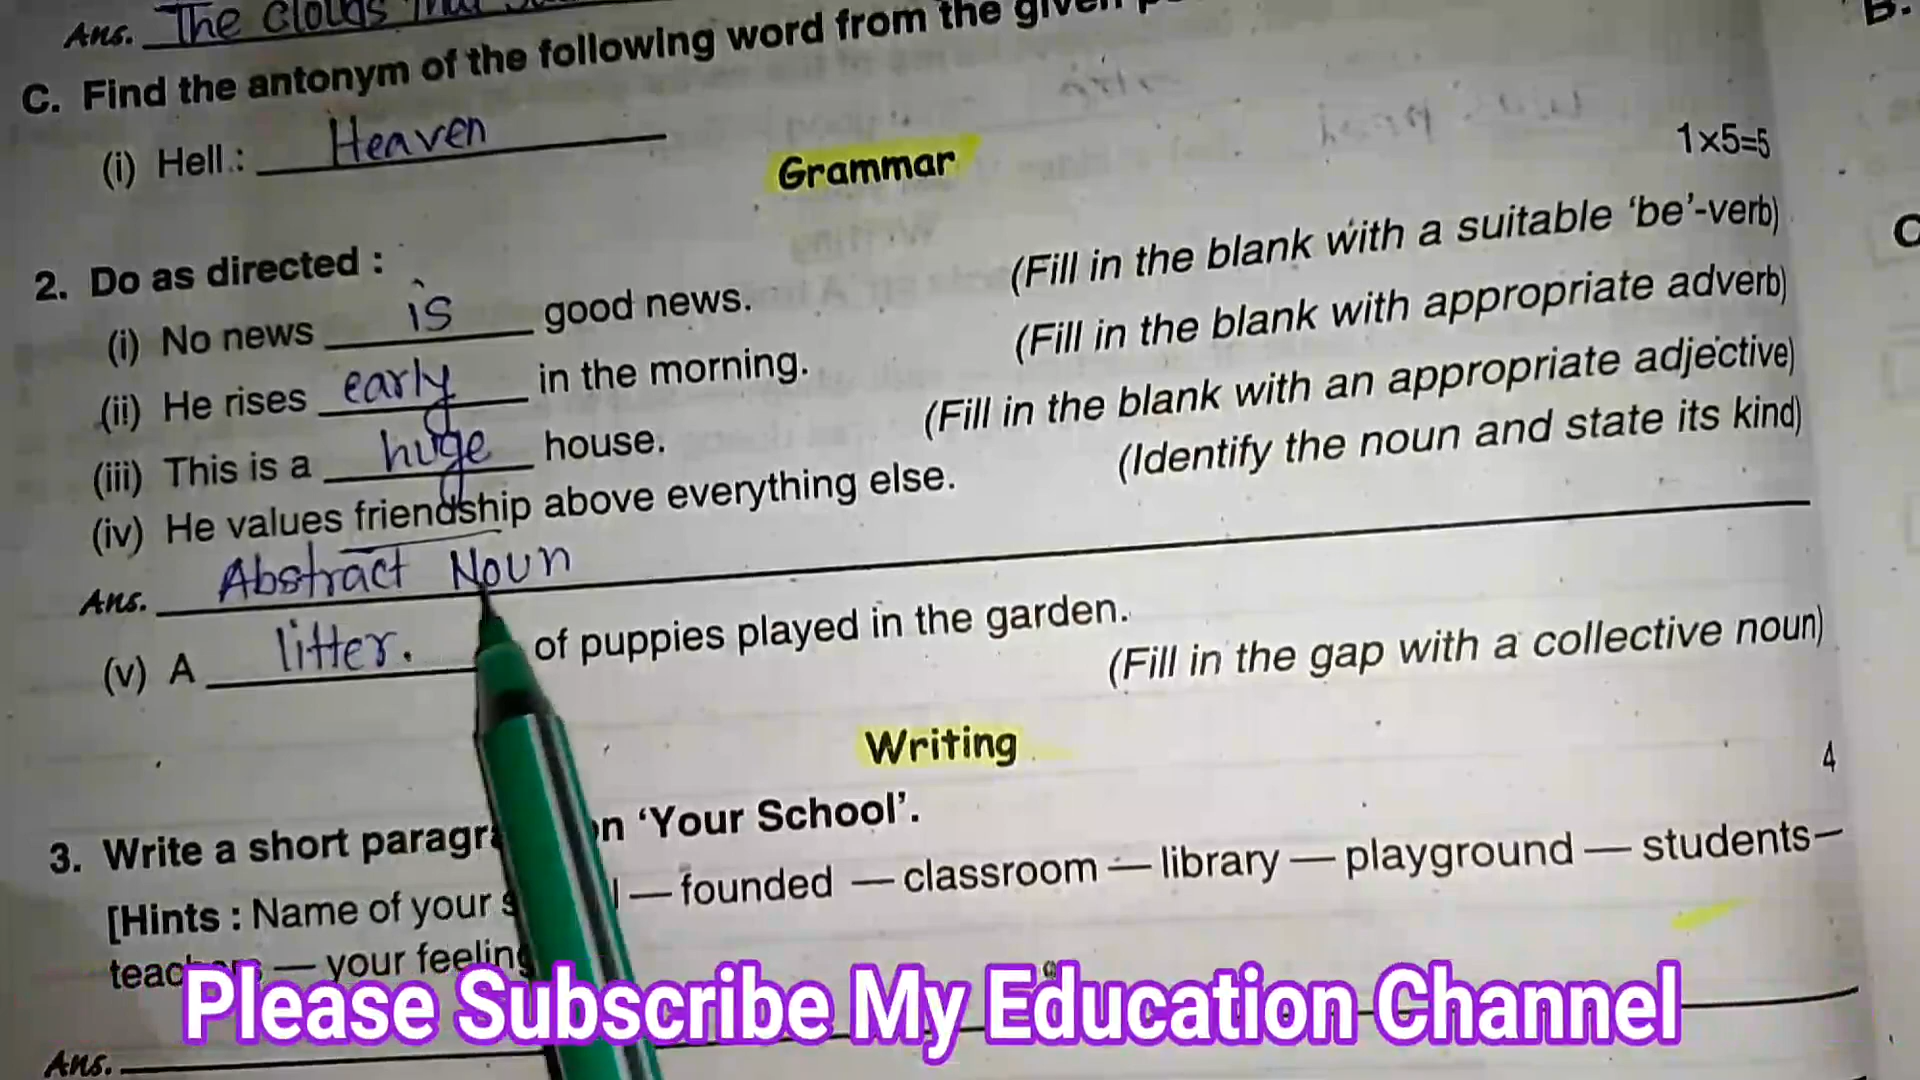 Ans. The clouds that
C. Find the antonym of the following word from the given
(i) Hell : Heaven
Grammar
1×5=5
2. Do as directed :
(i) No news is good news. (Fill in the blank with a suitable ‘be’-verb)
(ii) He rises early in the morning. (Fill in the blank with appropriate adverb)
(iii) This is a huge house. (Fill in the blank with an appropriate adjective)
(iv) He values friendship above everything else. (Identify the noun and state its kind)
Ans. Abstract Noun
(v) A litter. of puppies played in the garden.
(Fill in the gap with a collective noun)
Writing
4
3. Write a short paragr n ‘Your School’.
[Hints : Name of your s l — founded — classroom — library — playground — students —
teachers — your feeling
Please Subscribe My Education Channel
Ans.
B.
C